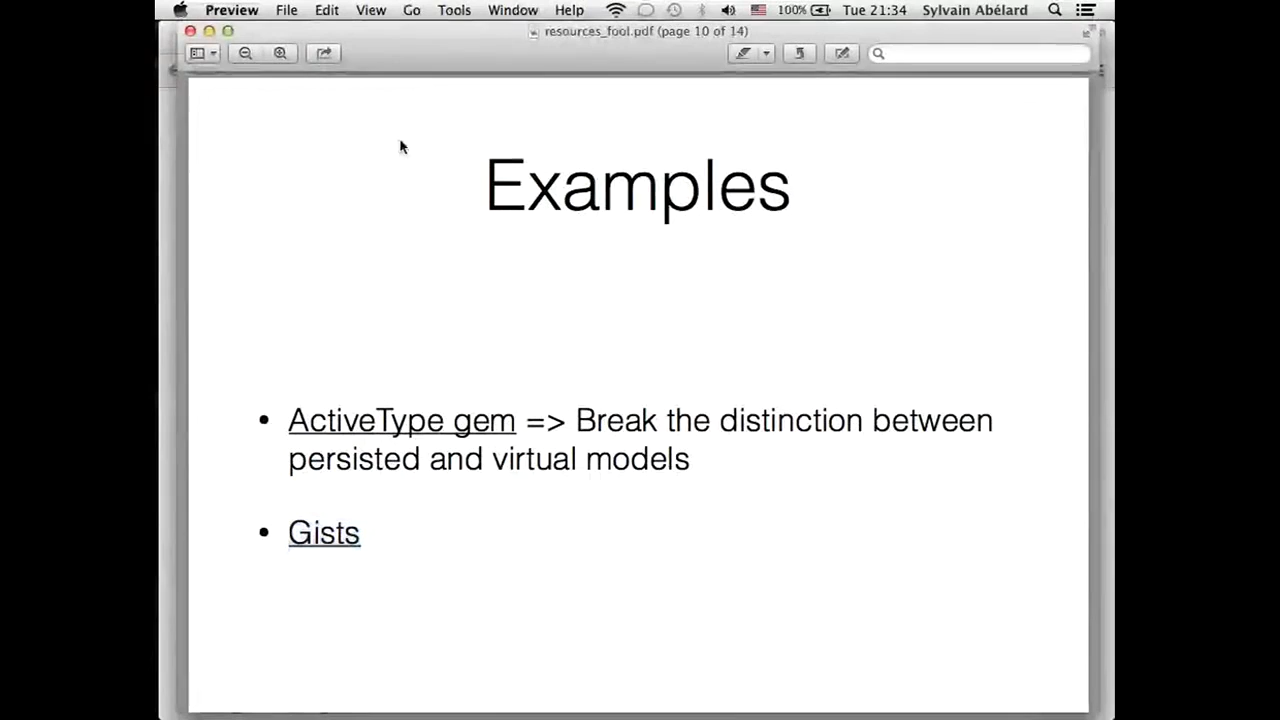 Preview File Edit View Go Tools Window Help 100% Tue 21:34 Sylvain Abélard
resources_fool.pdf (page 10 of 14)
Examples
• ActiveType gem => Break the distinction between
persisted and virtual models
• Gists